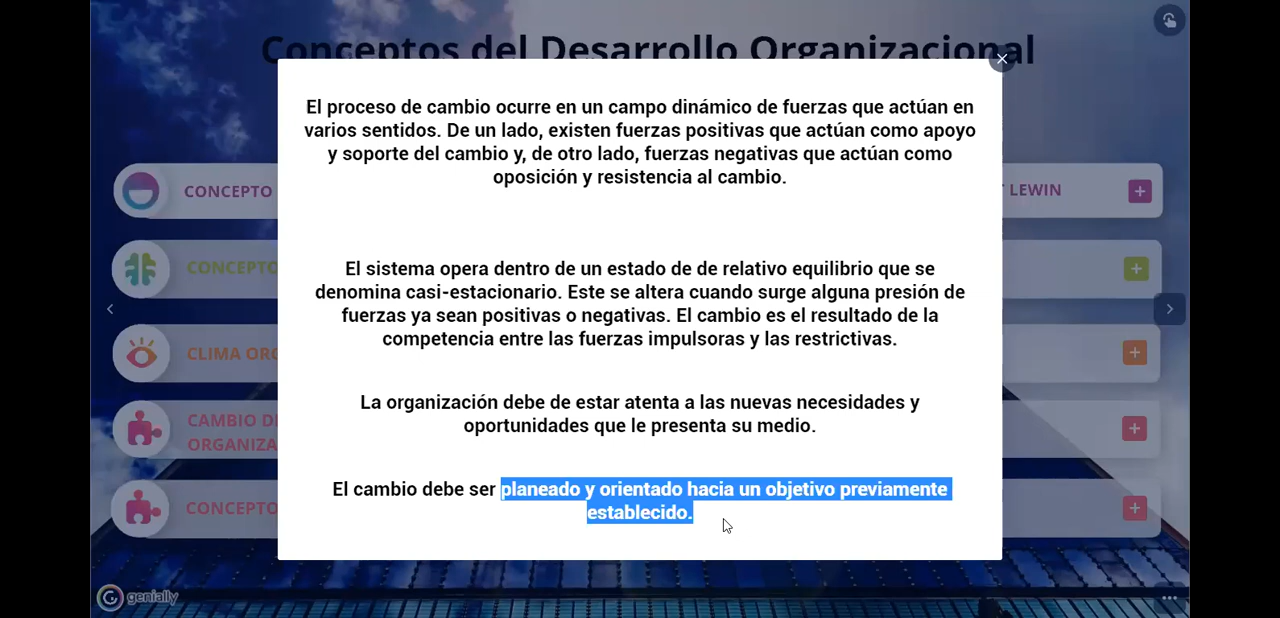 Conceptos del Desarrollo Organizacional
El proceso de cambio ocurre en un campo dinámico de fuerzas que actúan en
varios sentidos. De un lado, existen fuerzas positivas que actúan como apoyo
y soporte del cambio y, de otro lado, fuerzas negativas que actúan como
oposición y resistencia al cambio.
CONCEPTO
LEWIN
El sistema opera dentro de un estado de de relativo equilibrio que se
denomina casi-estacionario. Este se altera cuando surge alguna presión de
fuerzas ya sean positivas o negativas. El cambio es el resultado de la
competencia entre las fuerzas impulsoras y las restrictivas.
CONCEPTO
CLIMA ORG
La organización debe de estar atenta a las nuevas necesidades y
oportunidades que le presenta su medio.
CAMBIO DE
ORGANIZA
El cambio debe ser planeado y orientado hacia un objetivo previamente
establecido.
CONCEPTO
genially